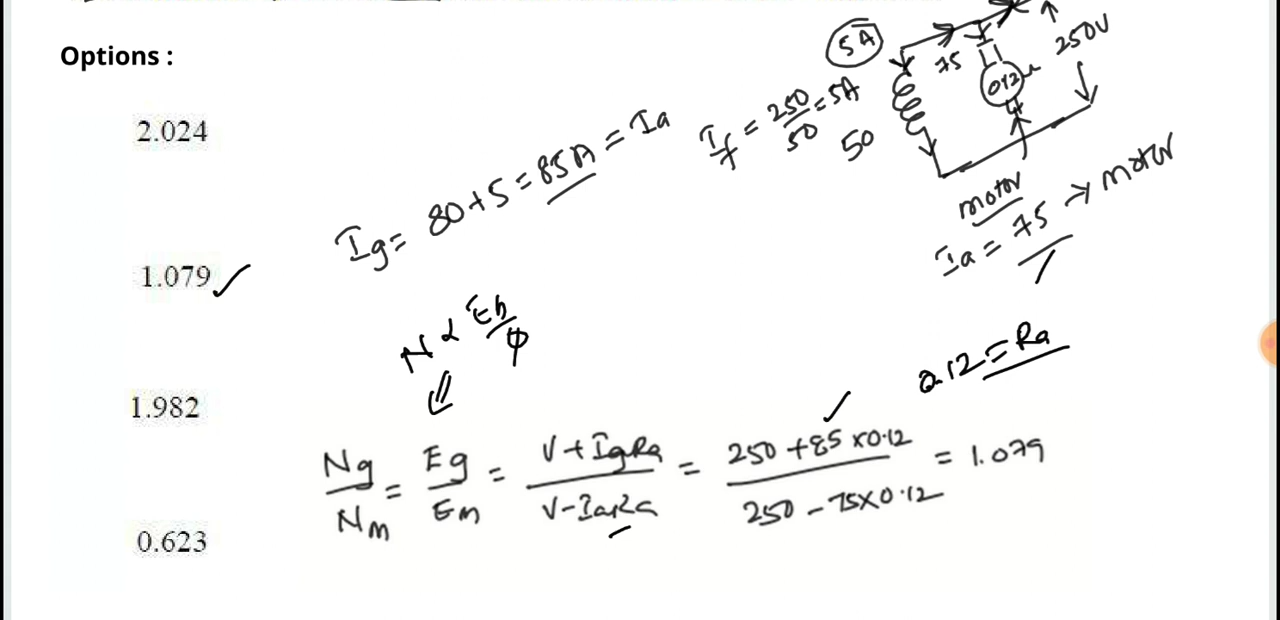 Options :
5A
75
0.12
250V
50
I_f = 250/50 = 5A
Ig = 80+5 = 85A = Ia
motor
Ia = 75 → motor
2.024
1.079 ✓
N α Eb/φ
0.12 = Ra
1.982
Ng/Nm = Eg/Em = V+IgRa/V-IaRa = 250+85×0.12/250-75×0.12 = 1.079
0.623